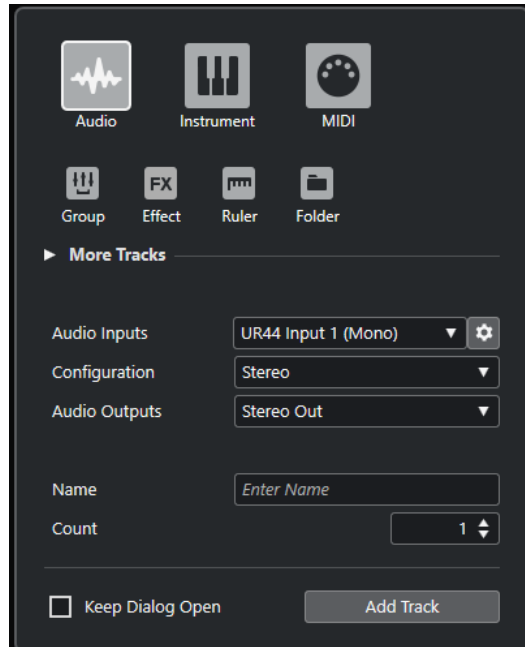 Audio Instrument MIDI
FX
Group Effect Ruler Folder
More Tracks
Audio Inputs UR44 Input 1 (Mono)
Configuration Stereo
Audio Outputs Stereo Out
Name Enter Name
Count 1
Keep Dialog Open Add Track